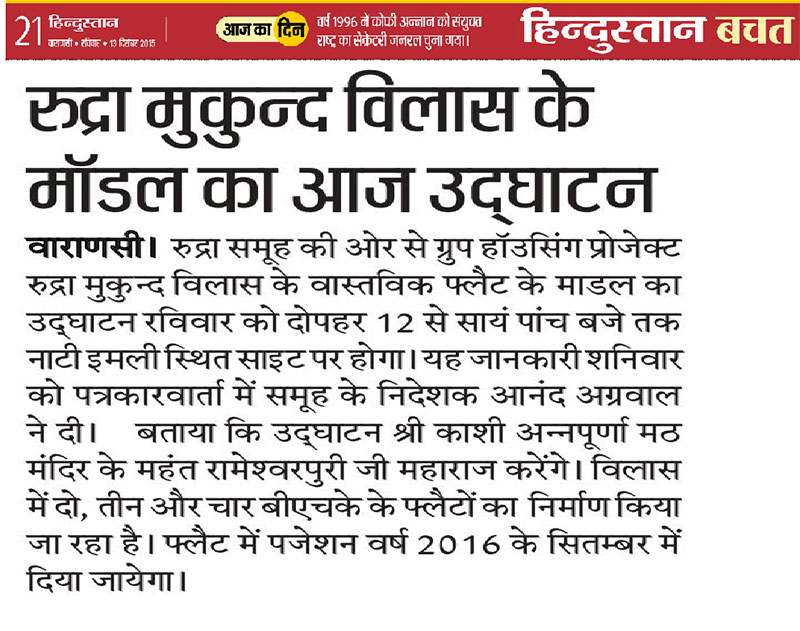 21 हिन्दुस्तान
वाराणसी • रविवार • 13 दिसंबर 2015
आज का दिन
वर्ष 1996 में कोफी अन्नान को संयुक्त
राष्ट्र का सेक्रेटरी जनरल चुना गया।
हिन्दुस्तान बचत
रुद्रा मुकुन्द विलास के
मॉडल का आज उद्घाटन
वाराणसी। रुद्रा समूह की ओर से ग्रुप हॉउसिंग प्रोजेक्ट
रुद्रा मुकुन्द विलास के वास्तविक फ्लैट के माडल का
उद्घाटन रविवार को दोपहर 12 से सायं पांच बजे तक
नाटी इमली स्थित साइट पर होगा। यह जानकारी शनिवार
को पत्रकारवार्ता में समूह के निदेशक आनंद अग्रवाल
ने दी। बताया कि उद्घाटन श्री काशी अन्नपूर्णा मठ
मंदिर के महंत रामेश्वरपुरी जी महाराज करेंगे। विलास
में दो, तीन और चार बीएचके के फ्लैटों का निर्माण किया
जा रहा है। फ्लैट में पजेशन वर्ष 2016 के सितम्बर में
दिया जायेगा।